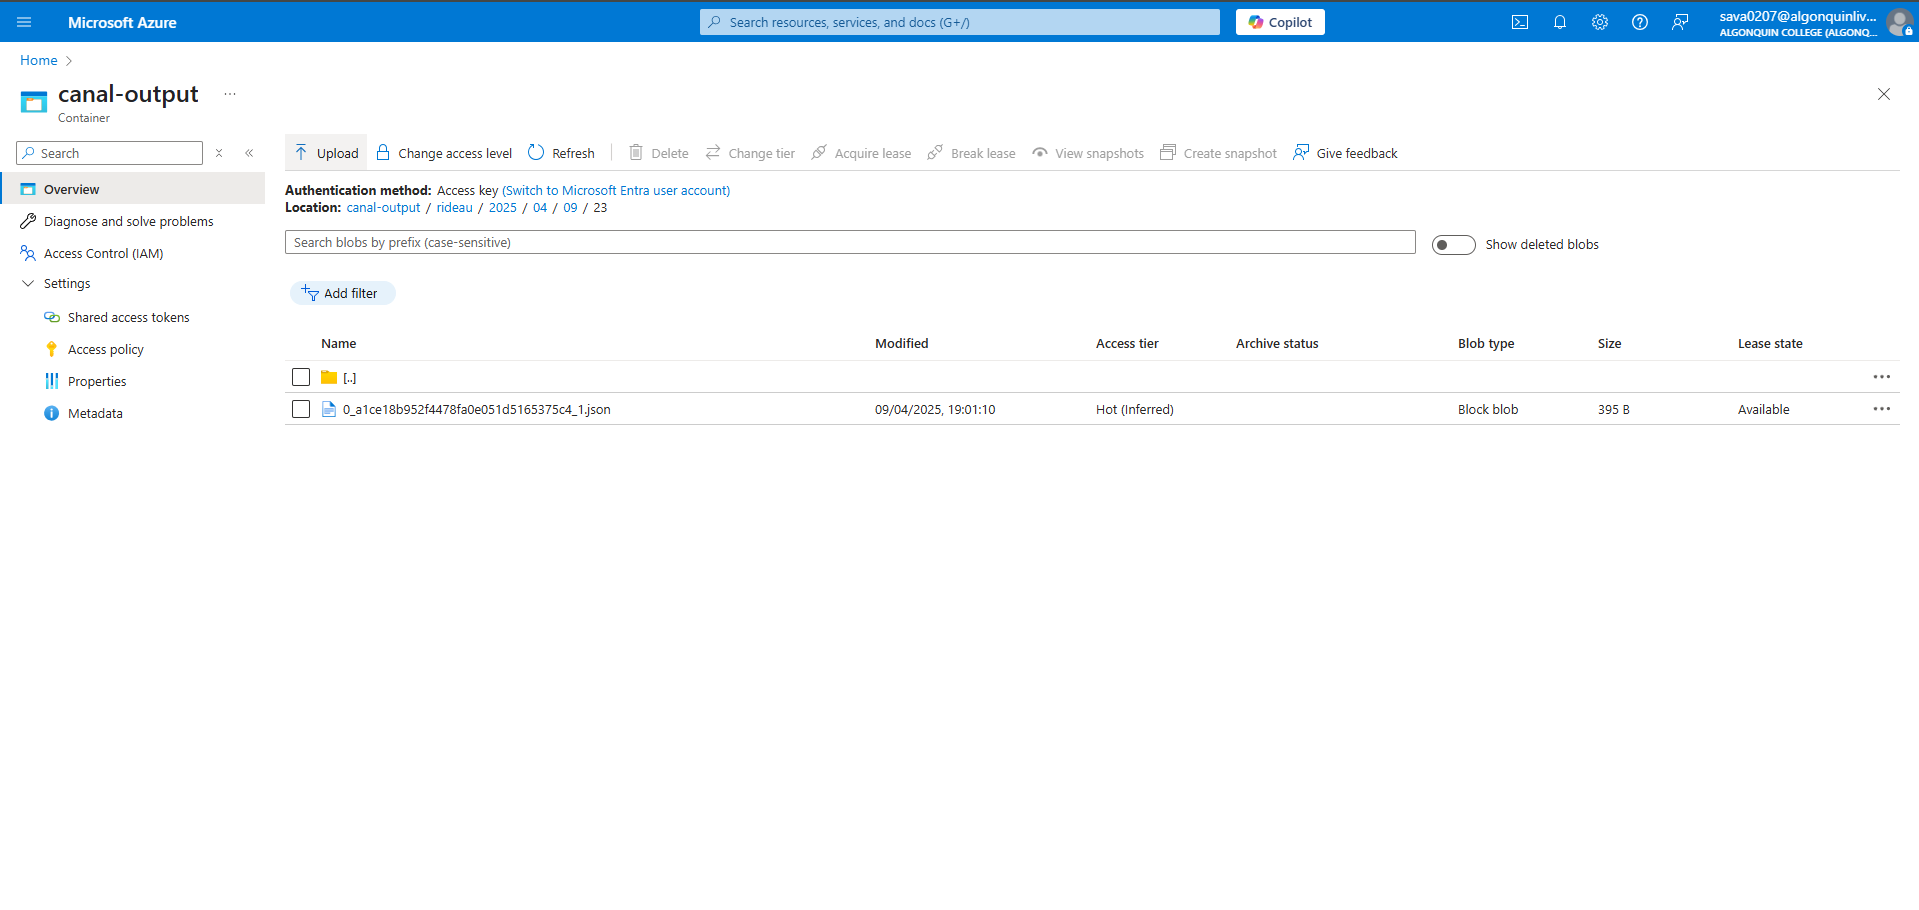 Microsoft Azure
Search resources, services, and docs (G+/)
Copilot
sava0207@algonquinliv...
ALGONQUIN COLLEGE (ALGONQ...
Home
canal-output ...
Container
Search
Upload Change access level Refresh Delete Change tier Acquire lease Break lease View snapshots Create snapshot Give feedback
Overview
Diagnose and solve problems
Access Control (IAM)
Settings
Shared access tokens
Access policy
Properties
Metadata
Authentication method: Access key (Switch to Microsoft Entra user account)
Location: canal-output / rideau / 2025 / 04 / 09 / 23
Search blobs by prefix (case-sensitive)
Show deleted blobs
Add filter
Name Modified Access tier Archive status Blob type Size Lease state
[..]
0_a1ce18b952f4478fa0e051d5165375c4_1.json 09/04/2025, 19:01:10 Hot (Inferred) Block blob 395 B Available